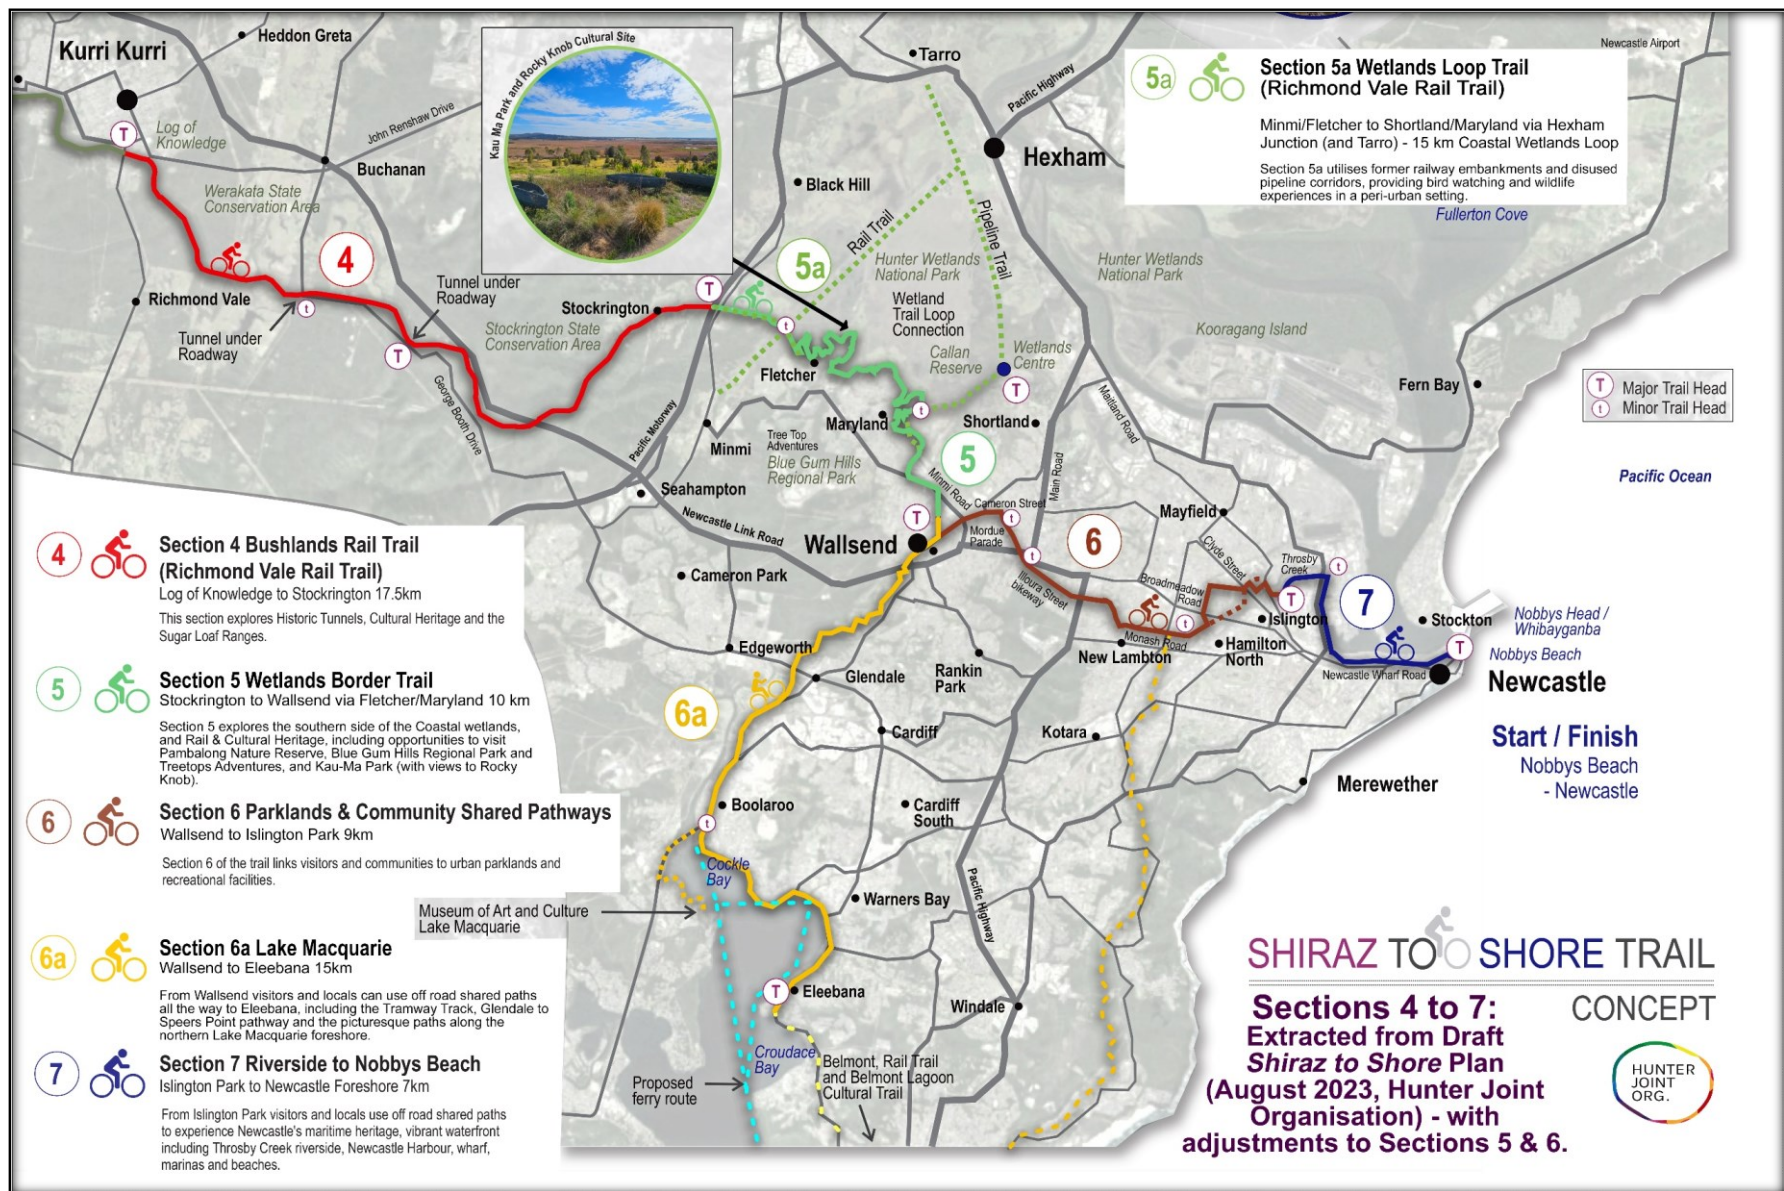 Kurri Kurri
Heddon Greta
Log of
Knowledge
John Renshaw Drive
Buchanan
Werakata State
Conservation Area
4
Richmond Vale
Tunnel under
Roadway
Tunnel under
Roadway
Stockrington State
Conservation Area
George Booth Drive
Stockrington
T
T
T
t
Kau Ma Park and Rocky Knob Cultural Site
Tarro
Pacific Highway
Newcastle Airport
Hexham
Black Hill
Rail Trail
Pipeline Trail
5a
Hunter Wetlands
National Park
Hunter Wetlands
National Park
Wetland
Trail Loop
Connection
Callan
Reserve
Wetlands
Centre
T
t
t
Kooragang Island
Fullerton Cove
Fern Bay
5a
Section 5a Wetlands Loop Trail
(Richmond Vale Rail Trail)
Minmi/Fletcher to Shortland/Maryland via Hexham
Junction (and Tarro) - 15 km Coastal Wetlands Loop
Section 5a utilises former railway embankments and disused
pipeline corridors, providing bird watching and wildlife
experiences in a peri-urban setting.
T Major Trail Head
t Minor Trail Head
Pacific Ocean
Fletcher
Maryland
Shortland
Minmi
Tree Top
Adventures
Blue Gum Hills
Regional Park
5
Pacific Motorway
Seahampton
Newcastle Link Road
Minmi Road
Cameron Street
Main Road
Maitland Road
Mordue
Parade
T
Wallsend
t
t
6
Mayfield
Clyde Street
Throsby
Creek
t
Illoura Street
bikeway
Broadmeadow
Road
T
7
Islington
Stockton
Nobbys Head /
Whibayganba
Nobbys Beach
T
t
Monash Road
New Lambton
Hamilton
North
Newcastle Wharf Road
Newcastle
Start / Finish
Nobbys Beach
- Newcastle
Cameron Park
Edgeworth
Glendale
Rankin
Park
6a
Cardiff
Kotara
Merewether
Boolaroo
Cardiff
South
t
Cockle
Bay
Pacific Highway
Warners Bay
Museum of Art and Culture
Lake Macquarie
T
Eleebana
Windale
Croudace
Bay
Proposed
ferry route
Belmont, Rail Trail
and Belmont Lagoon
Cultural Trail
4
Section 4 Bushlands Rail Trail
(Richmond Vale Rail Trail)
Log of Knowledge to Stockrington 17.5km
This section explores Historic Tunnels, Cultural Heritage and the
Sugar Loaf Ranges.
5
Section 5 Wetlands Border Trail
Stockrington to Wallsend via Fletcher/Maryland 10 km
Section 5 explores the southern side of the Coastal wetlands,
and Rail & Cultural Heritage, including opportunities to visit
Pambalong Nature Reserve, Blue Gum Hills Regional Park and
Treetops Adventures, and Kau-Ma Park (with views to Rocky
Knob).
6
Section 6 Parklands & Community Shared Pathways
Wallsend to Islington Park 9km
Section 6 of the trail links visitors and communities to urban parklands and
recreational facilities.
6a
Section 6a Lake Macquarie
Wallsend to Eleebana 15km
From Wallsend visitors and locals can use off road shared paths
all the way to Eleebana, including the Tramway Track, Glendale to
Speers Point pathway and the picturesque paths along the
northern Lake Macquarie foreshore.
7
Section 7 Riverside to Nobbys Beach
Islington Park to Newcastle Foreshore 7km
From Islington Park visitors and locals use off road shared paths
to experience Newcastle's maritime heritage, vibrant waterfront
including Throsby Creek riverside, Newcastle Harbour, wharf,
marinas and beaches.
SHIRAZ TO SHORE TRAIL
CONCEPT
Sections 4 to 7:
Extracted from Draft
Shiraz to Shore Plan
(August 2023, Hunter Joint
Organisation) - with
adjustments to Sections 5 & 6.
HUNTER
JOINT
ORG.